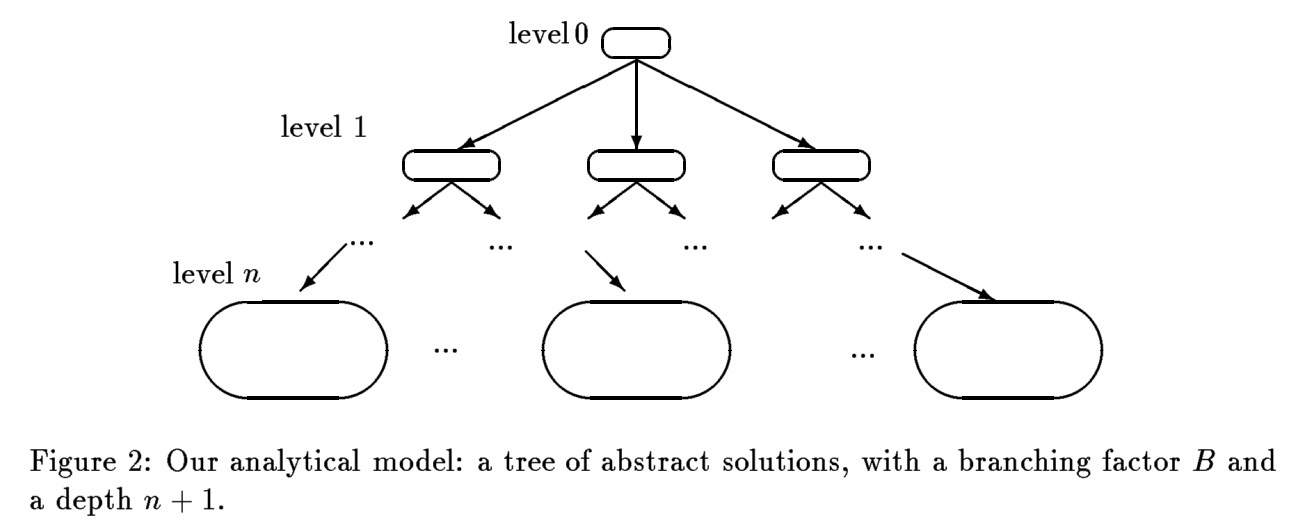 level 0
level 1
... ... ... ...
level n
... ...
Figure 2: Our analytical model: a tree of abstract solutions, with a branching factor B and
a depth n + 1.